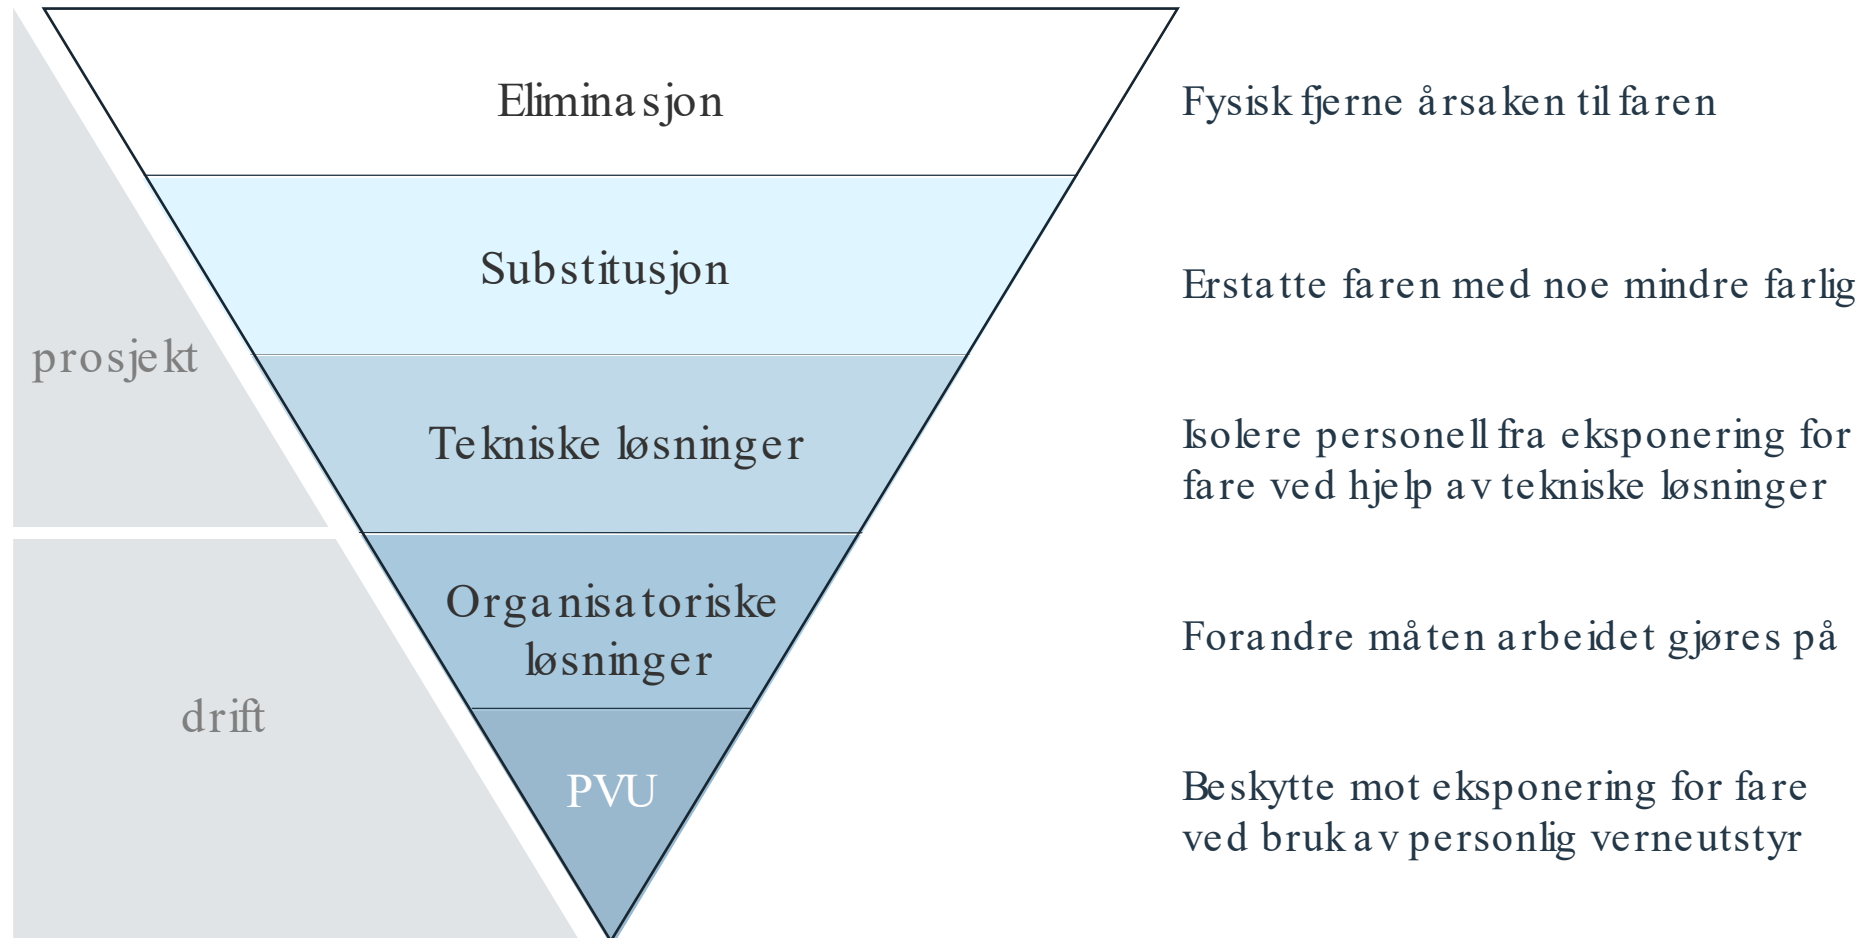 Eliminasjon
Fysisk fjerne årsaken til faren
Substitusjon
Erstatte faren med noe mindre farlig
prosjekt
Tekniske løsninger
Isolere personell fra eksponering for
fare ved hjelp av tekniske løsninger
Organisatoriske
løsninger
Forandre måten arbeidet gjøres på
drift
PVU
Beskytte mot eksponering for fare
ved bruk av personlig verneutstyr